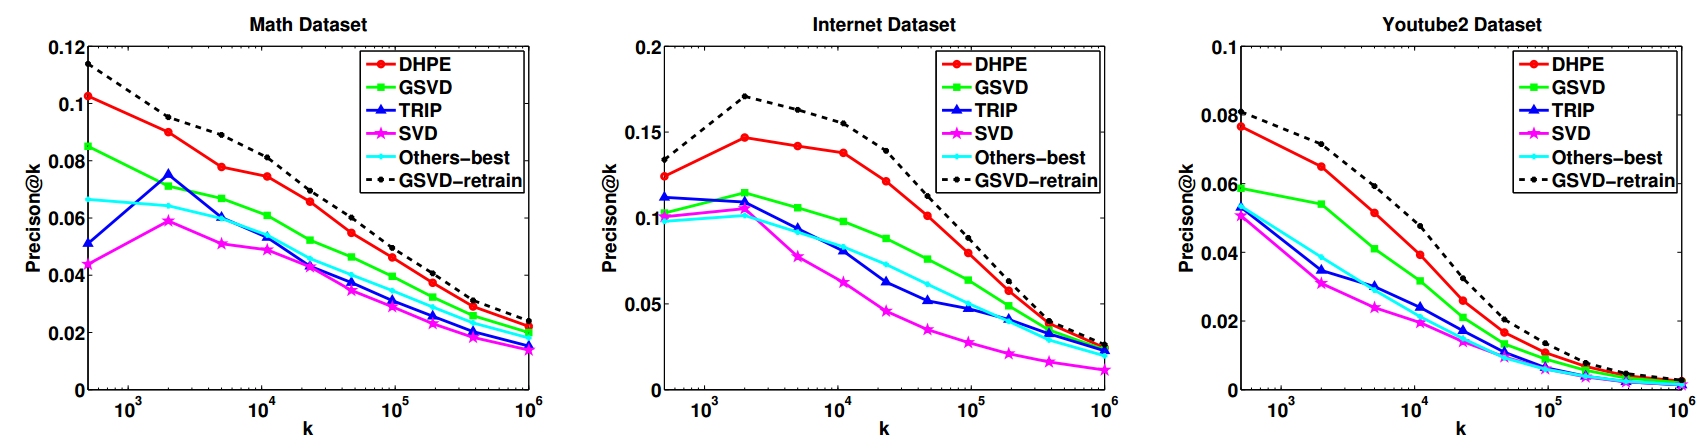 Math Dataset
Precison@k
0.12
0.1
0.08
0.06
0.04
0.02
0
10^3
10^4
10^5
10^6
k
DHPE
GSVD
TRIP
SVD
Others-best
GSVD-retrain
Internet Dataset
Precison@k
0.2
0.15
0.1
0.05
0
10^3
10^4
10^5
10^6
k
DHPE
GSVD
TRIP
SVD
Others-best
GSVD-retrain
Youtube2 Dataset
Precison@k
0.1
0.08
0.06
0.04
0.02
0
10^3
10^4
10^5
10^6
k
DHPE
GSVD
TRIP
SVD
Others-best
GSVD-retrain